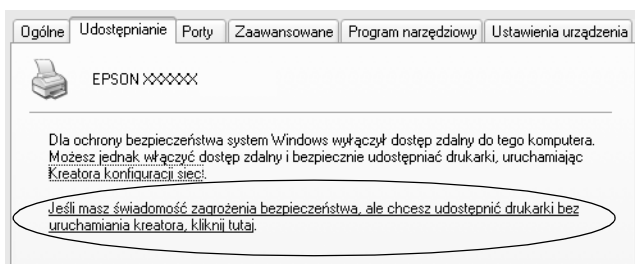 Ogólne Udostępnianie Porty Zaawansowane Program narzędziowy Ustawienia urządzenia
EPSON XXXXXX
Dla ochrony bezpieczeństwa system Windows wyłączył dostęp zdalny do tego komputera.
Możesz jednak włączyć dostęp zdalny i bezpiecznie udostępniać drukarki, uruchamiając
Kreatora konfiguracji sieci.
Jeśli masz świadomość zagrożenia bezpieczeństwa, ale chcesz udostępnić drukarki bez
uruchamiania kreatora, kliknij tutaj.